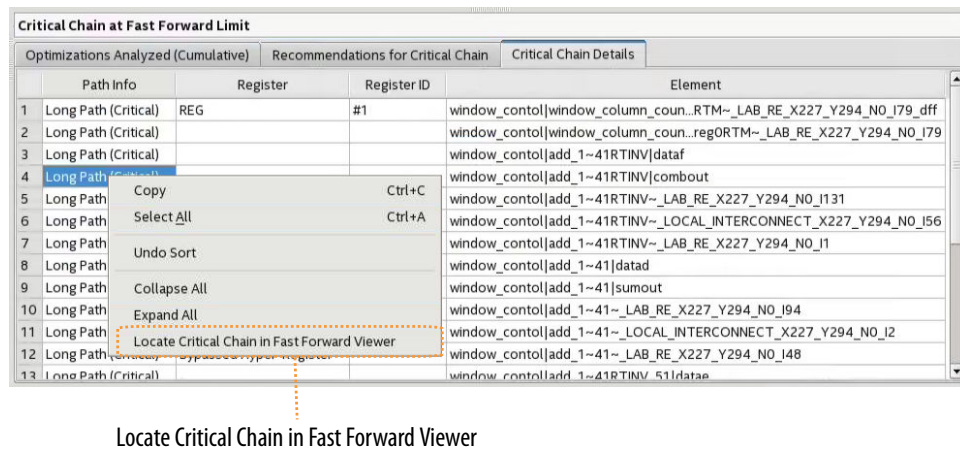 Critical Chain at Fast Forward Limit
Optimizations Analyzed (Cumulative) Recommendations for Critical Chain Critical Chain Details
Path Info Register Register ID Element
1 Long Path (Critical) REG #1 window_contol|window_column_coun...RTM~_LAB_RE_X227_Y294_N0_I79_dff
2 Long Path (Critical) window_contol|window_column_coun...reg0RTM~_LAB_RE_X227_Y294_N0_I79
3 Long Path (Critical) window_contol|add_1~41RTINV|dataf
4 Long Path window_contol|add_1~41RTINV|combout
Copy Ctrl+C
5 Long Path window_contol|add_1~41RTINV~_LAB_RE_X227_Y294_N0_I131
Select All Ctrl+A
6 Long Path window_contol|add_1~41RTINV~_LOCAL_INTERCONNECT_X227_Y294_N0_I56
7 Long Path window_contol|add_1~41RTINV~_LAB_RE_X227_Y294_N0_I1
Undo Sort
8 Long Path window_contol|add_1~41|datad
9 Long Path window_contol|add_1~41|sumout
Collapse All
10 Long Path window_contol|add_1~41~_LAB_RE_X227_Y294_N0_I94
Expand All
11 Long Path window_contol|add_1~41~_LOCAL_INTERCONNECT_X227_Y294_N0_I2
Locate Critical Chain in Fast Forward Viewer
12 Long Path window_contol|add_1~41~_LAB_RE_X227_Y294_N0_I48
13 Long Path (Critical) window_contol|add_1~41RTINV_51|datae
Locate Critical Chain in Fast Forward Viewer